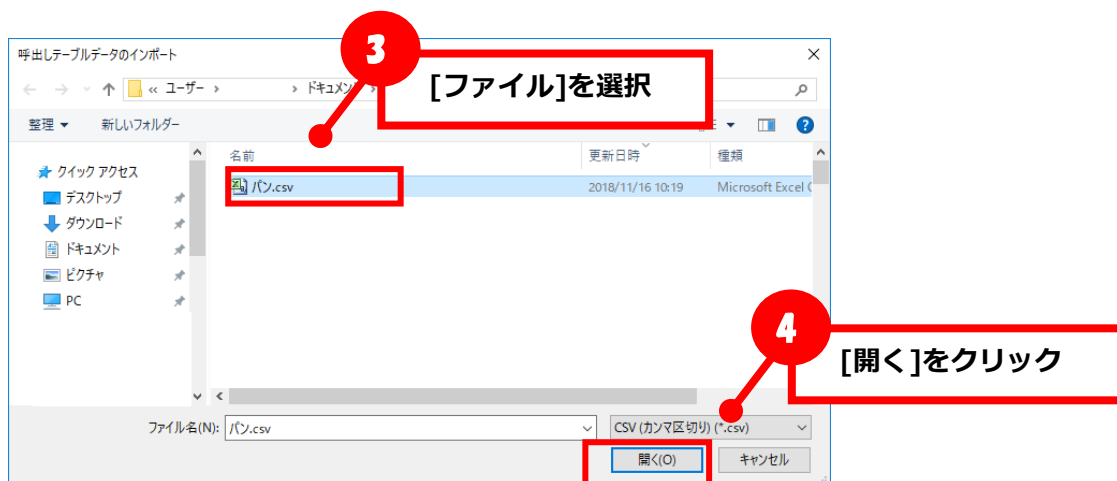 3
呼出しテーブルデータのインポート
[ファイル]を選択
« ユーザー › › ドキュメント ›
整理 新しいフォルダー
名前 更新日時 種類
クイック アクセス
パン.csv 2018/11/16 10:19 Microsoft Excel
デスクトップ
ダウンロード
ドキュメント
ピクチャ
PC
4
[開く]をクリック
ファイル名(N): パン.csv CSV (カンマ区切り) (*.csv)
開く(O) キャンセル